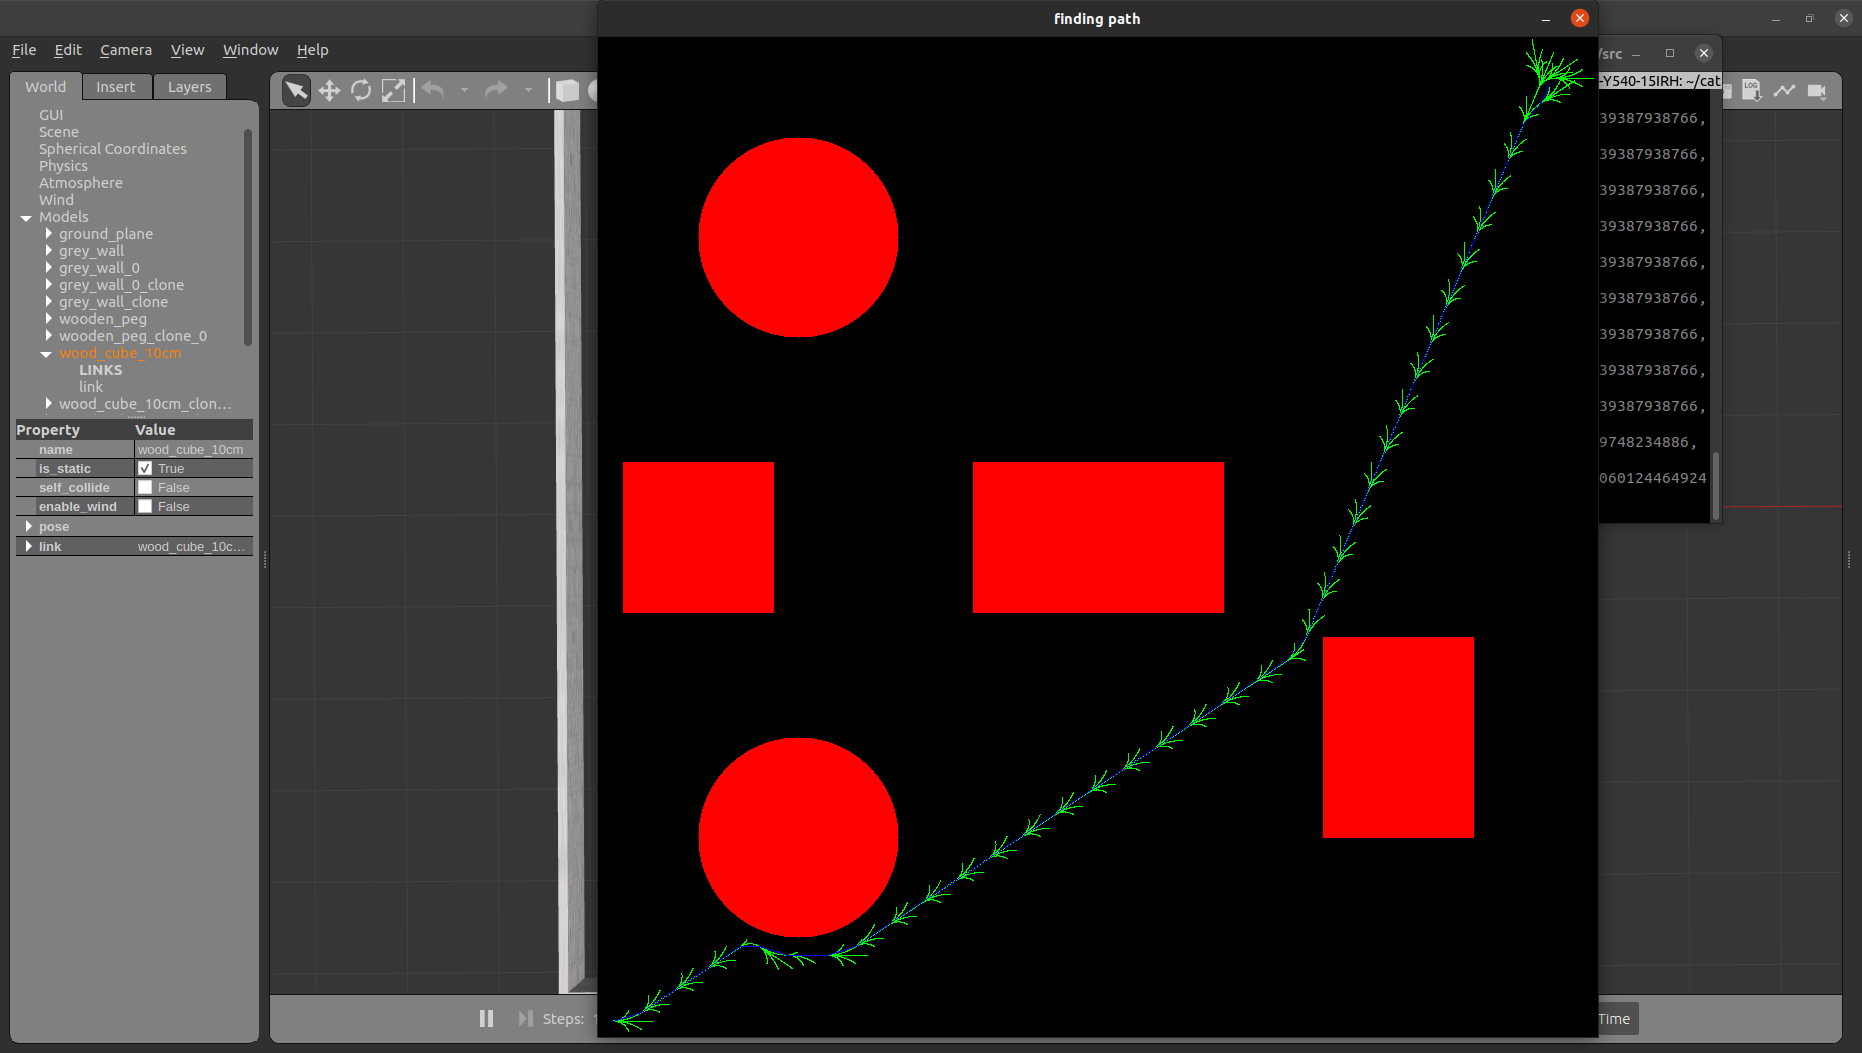 finding path
/src
File Edit Camera View Window Help
World Insert Layers
-Y540-15IRH: ~/cat
LOG
GUI
Scene
Spherical Coordinates
Physics
Atmosphere
Wind
Models
ground_plane
grey_wall
grey_wall_0
grey_wall_0_clone
grey_wall_clone
wooden_peg
wooden_peg_clone_0
wood_cube_10cm
LINKS
link
wood_cube_10cm_clon...
Property Value
name wood_cube_10cm
is_static True
self_collide False
enable_wind False
pose
link wood_cube_10c...
39387938766,
39387938766,
39387938766,
39387938766,
39387938766,
39387938766,
39387938766,
39387938766,
39387938766,
9748234886,
060124464924
Steps:
Time